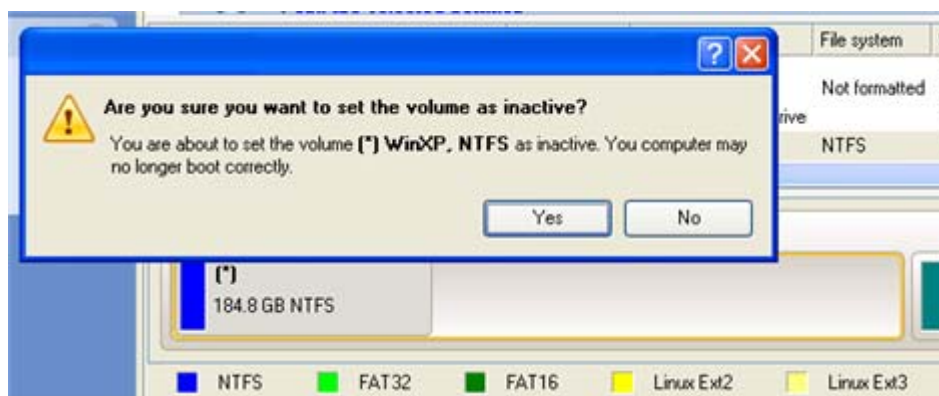 File system
Not formatted
rive
NTFS
Are you sure you want to set the volume as inactive?
You are about to set the volume (*) WinXP, NTFS as inactive. You computer may
no longer boot correctly.
Yes No
(*)
184.8 GB NTFS
NTFS FAT32 FAT16 Linux Ext2 Linux Ext3